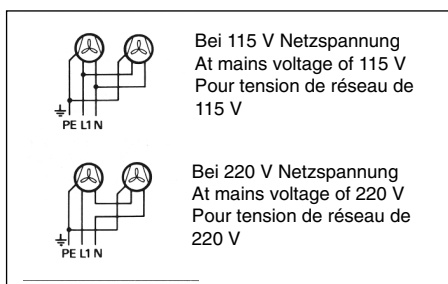 Bei 115 V Netzspannung
At mains voltage of 115 V
Pour tension de réseau de
115 V
PE L1 N
Bei 220 V Netzspannung
At mains voltage of 220 V
Pour tension de réseau de
220 V
PE L1 N